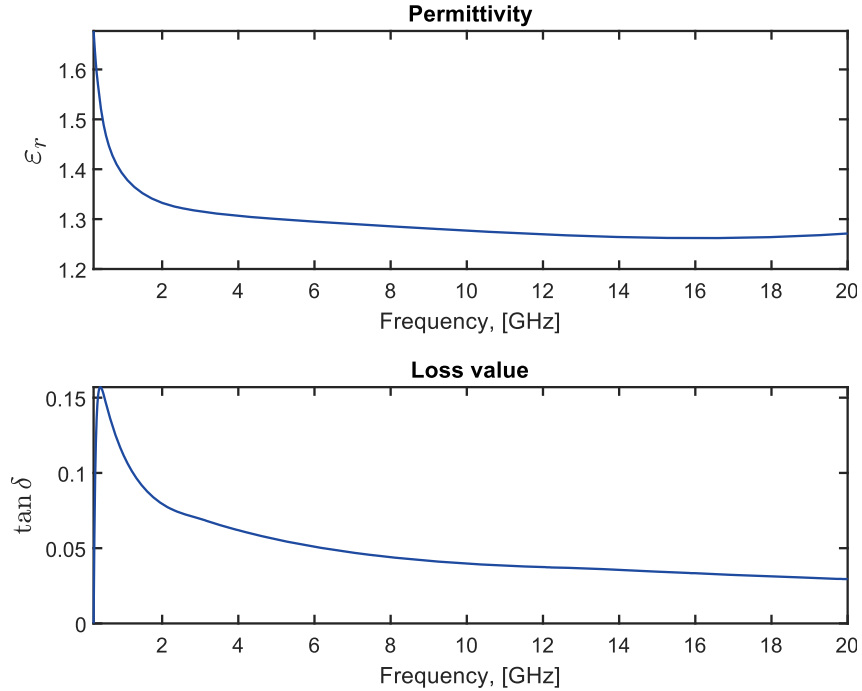 Permittivity
1.6
1.5
1.4
1.3
1.2
εr
2 4 6 8 10 12 14 16 18 20
Frequency, [GHz]
Loss value
0.15
0.1
0.05
0
tan δ
2 4 6 8 10 12 14 16 18 20
Frequency, [GHz]